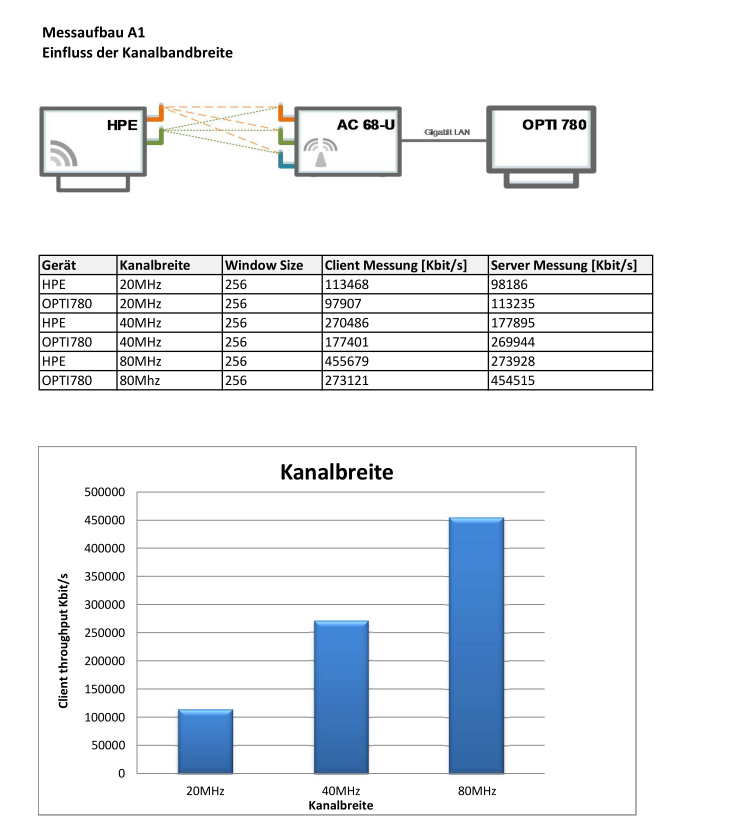 Messaufbau A1
Einfluss der Kanalbandbreite
HPE
AC 68-U
Gigabit LAN
OPTI 780
Gerät Kanalbreite Window Size Client Messung [Kbit/s] Server Messung [Kbit/s]
HPE 20MHz 256 113468 98186
OPTI780 20MHz 256 97907 113235
HPE 40MHz 256 270486 177895
OPTI780 40MHz 256 177401 269944
HPE 80MHz 256 455679 273928
OPTI780 80Mhz 256 273121 454515
Kanalbreite
Client throughput Kbit/s
500000
450000
400000
350000
300000
250000
200000
150000
100000
50000
0
20MHz 40MHz 80MHz
Kanalbreite